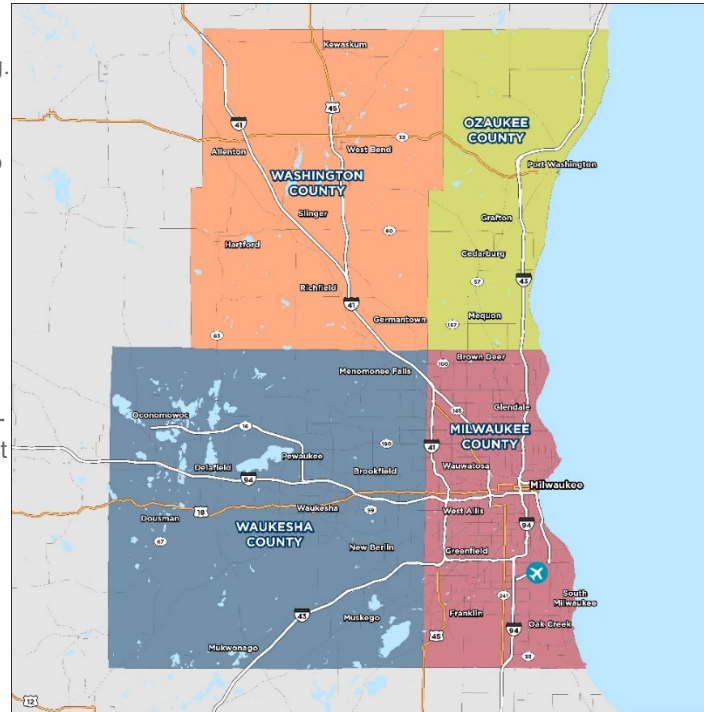 Kewaskum
OZAUKEE
COUNTY
45
41
33
Allenton
West Bend
Port Washington
WASHINGTON
COUNTY
Slinger
Grafton
60
Hartford
Cedarburg
57
43
Richfield
41
Mequon
Germantown
167
83
Brown Deer
100
Menomonee Falls
Glendale
145
Oconomowoc
16
MILWAUKEE
COUNTY
41
190
Pewaukee
Wauwatosa
Delafield
Brookfield
94
Milwaukee
18
Waukesha
59
West Allis
Dousman
WAUKESHA
COUNTY
94
67
New Berlin
Greenfield
241
South
Milwaukee
43
Muskego
Franklin
Oak Creek
45
94
Mukwonago
38
12